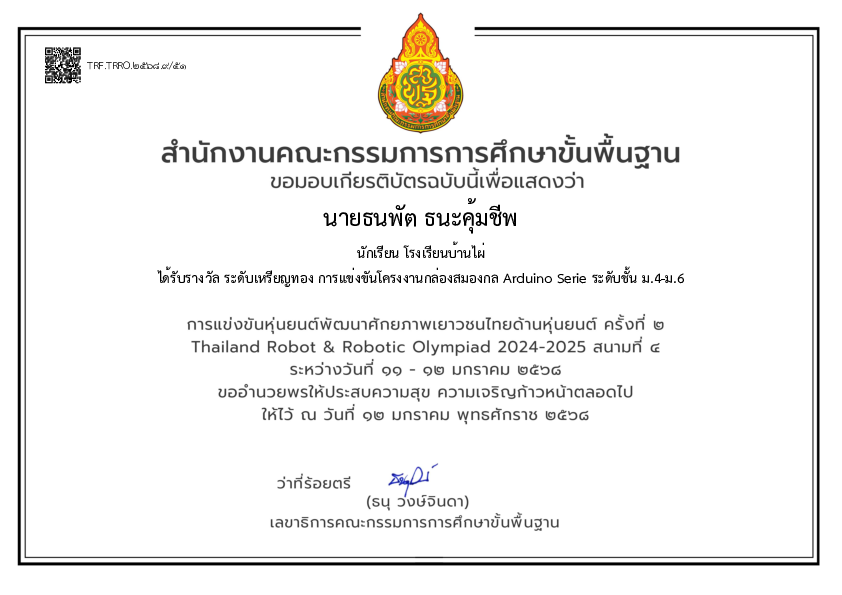 TRF.TRRO.๒๕๖๘.๙/๕๑
สำนักงานคณะกรรมการการศึกษาขั้นพื้นฐาน
ขอมอบเกียรติบัตรฉบับนี้เพื่อแสดงว่า
นายธนพัต ธนะคุ้มชีพ
นักเรียน โรงเรียนบ้านไผ่
ได้รับรางวัล ระดับเหรียญทอง การแข่งขันโครงงานกล่องสมองกล Arduino Serie ระดับชั้น ม.4-ม.6
การแข่งขันหุ่นยนต์พัฒนาศักยภาพเยาวชนไทยด้านหุ่นยนต์ ครั้งที่ ๒
Thailand Robot & Robotic Olympiad 2024-2025 สนามที่ ๔
ระหว่างวันที่ ๑๑ - ๑๒ มกราคม ๒๕๖๘
ขออำนวยพรให้ประสบความสุข ความเจริญก้าวหน้าตลอดไป
ให้ไว้ ณ วันที่ ๑๒ มกราคม พุทธศักราช ๒๕๖๘
ว่าที่ร้อยตรี
(ธนุ วงษ์จินดา)
เลขาธิการคณะกรรมการการศึกษาขั้นพื้นฐาน